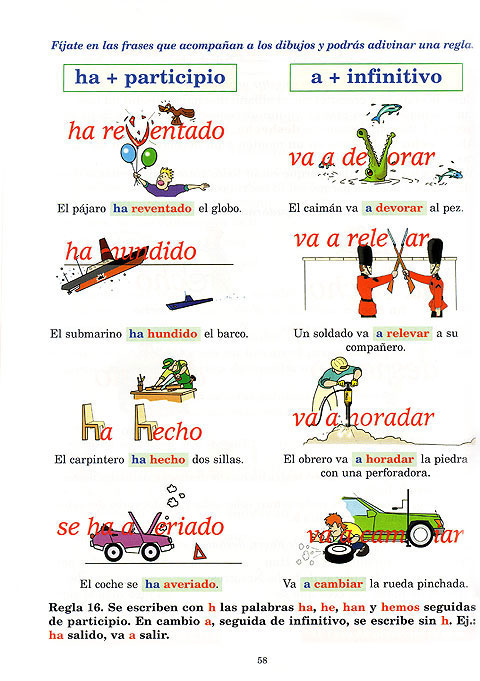 Fíjate en las frases que acompañan a los dibujos y podrás adivinar una regla.
ha + participio
ha reventado
El pájaro ha reventado el globo.
ha hundido
El submarino ha hundido el barco.
ha hecho
El carpintero ha hecho dos sillas.
se ha averiado
El coche se ha averiado.
a + infinitivo
va a devorar
El caimán va a devorar al pez.
va a relevar
Un soldado va a relevar a su
compañero.
va a horadar
El obrero va a horadar la piedra
con una perforadora.
va a cambiar
Va a cambiar la rueda pinchada.
Regla 16. Se escriben con h las palabras ha, he, han y hemos seguidas
de participio. En cambio a, seguida de infinitivo, se escribe sin h. Ej.:
ha salido, va a salir.
58